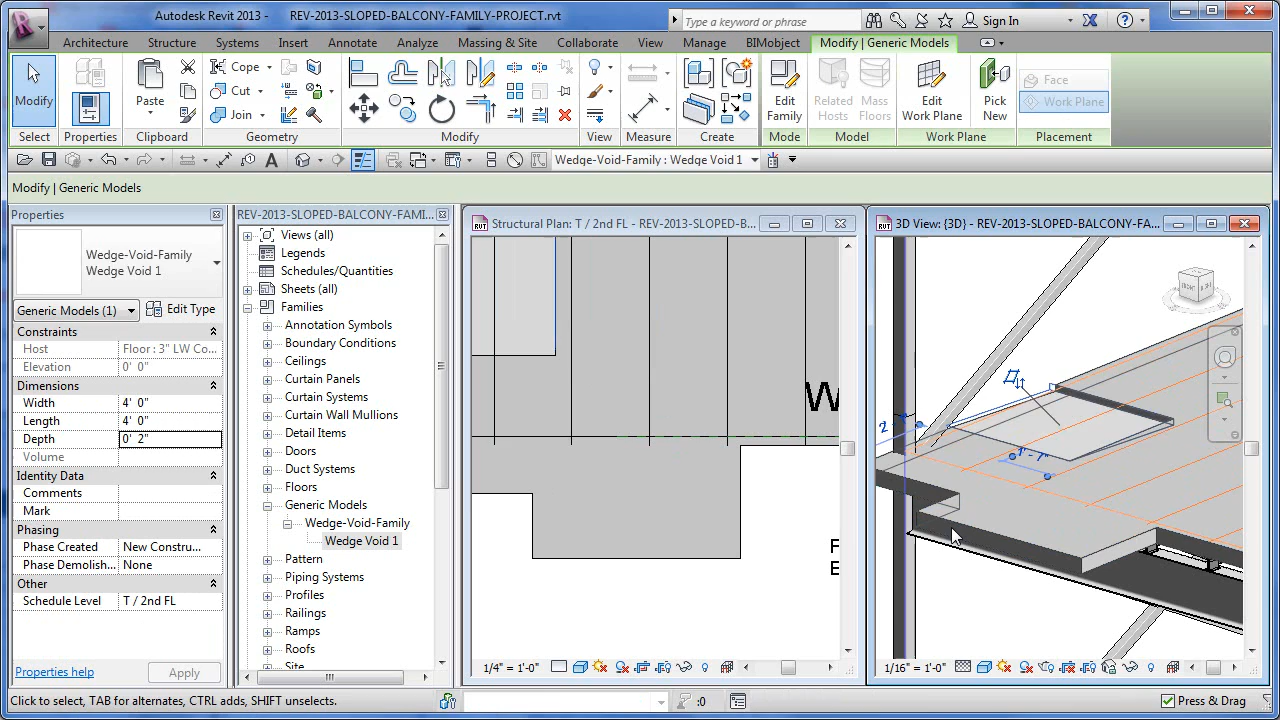 Autodesk Revit 2013 - REV-2013-SLOPED-BALCONY-FAMILY-PROJECT.rvt
Type a keyword or phrase
Sign In
Architecture Structure Systems Insert Annotate Analyze Massing & Site Collaborate View Manage BIMobject Modify | Generic Models
Modify
Paste
Cope
Cut
Join
Edit Family
Related Hosts
Mass Floors
Edit Work Plane
Pick New
Face
Work Plane
Select Properties Clipboard Geometry Modify View Measure Create Mode Model Work Plane Placement
Wedge-Void-Family : Wedge Void 1
Modify | Generic Models
Properties
Wedge-Void-Family
Wedge Void 1
Generic Models (1)
Edit Type
Constraints
Host Floor : 3" LW Co...
Elevation 0' 0"
Dimensions
Width 4' 0"
Length 4' 0"
Depth 0' 2"
Volume
Identity Data
Comments
Mark
Phasing
Phase Created New Constru...
Phase Demolish... None
Other
Schedule Level T / 2nd FL
Properties help
Apply
REV-2013-SLOPED-BALCONY-FAMI...
Views (all)
Legends
Schedules/Quantities
Sheets (all)
Families
Annotation Symbols
Boundary Conditions
Ceilings
Curtain Panels
Curtain Systems
Curtain Wall Mullions
Detail Items
Doors
Duct Systems
Floors
Generic Models
Wedge-Void-Family
Wedge Void 1
Pattern
Piping Systems
Profiles
Railings
Ramps
Roofs
Site
Structural Plan: T / 2nd FL - REV-2013-SLOPED-B...
W
F
E
1/4" = 1'-0"
3D View: {3D} - REV-2013-SLOPED-BALCONY-FA...
1' - 7"
1/16" = 1'-0"
Click to select, TAB for alternates, CTRL adds, SHIFT unselects.
:0
Press & Drag